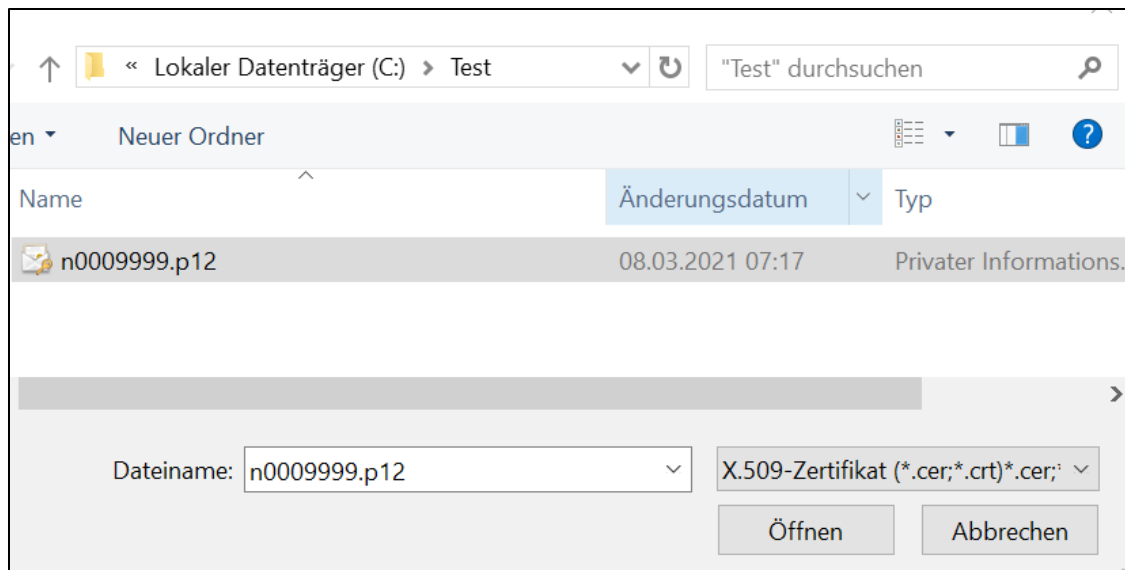 « Lokaler Datenträger (C:) > Test "Test" durchsuchen
en Neuer Ordner
Name Änderungsdatum Typ
n0009999.p12 08.03.2021 07:17 Privater Informations.
Dateiname: n0009999.p12 X.509-Zertifikat (*.cer;*.crt)*.cer;
Öffnen Abbrechen